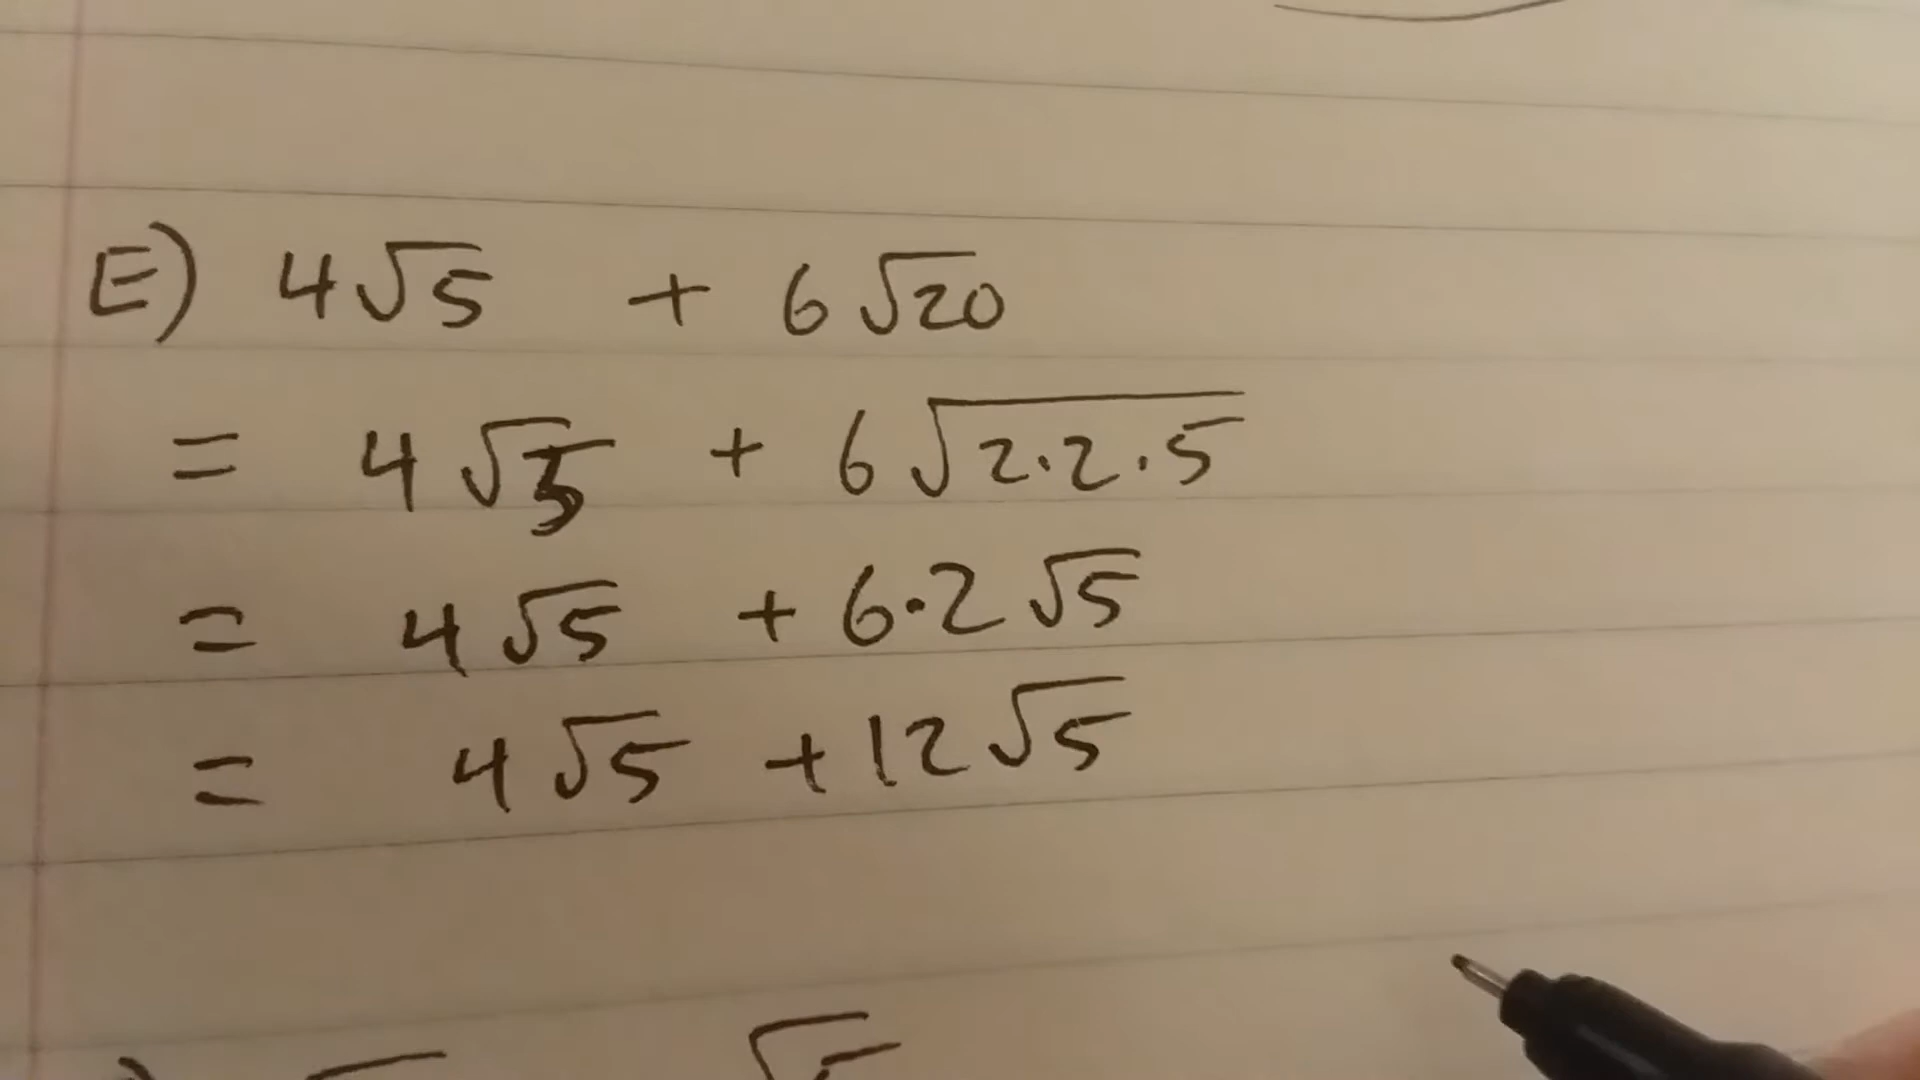 E) 4√5 + 6√20
= 4√5 + 6√2·2·5
= 4√5 + 6·2√5
= 4√5 + 12√5